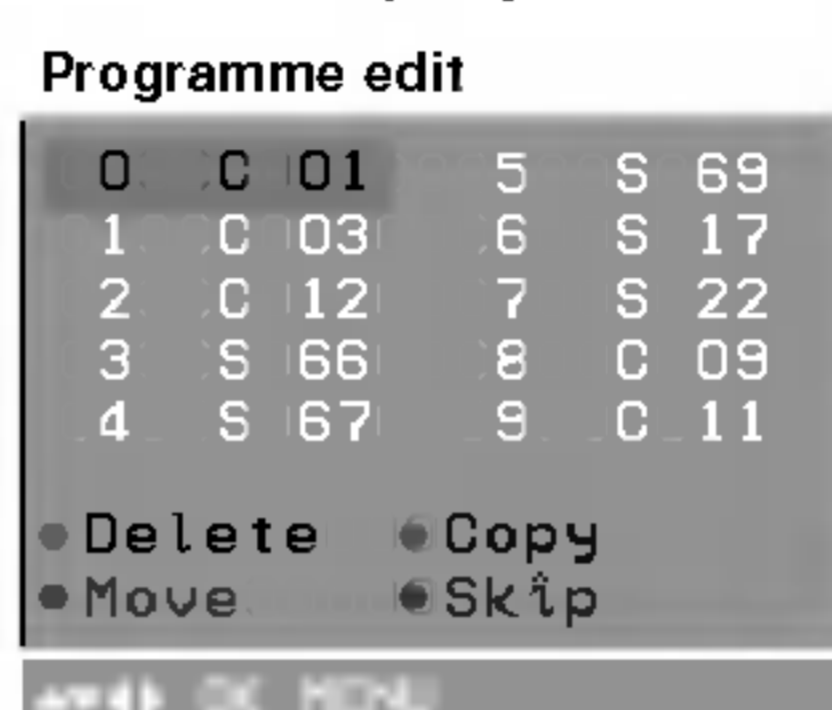 Programme edit
0 C 01 5 S 69
1 C 03 6 S 17
2 C 12 7 S 22
3 S 66 8 C 09
4 S 67 9 C 11
Delete Copy
Move Skip
OK MENU